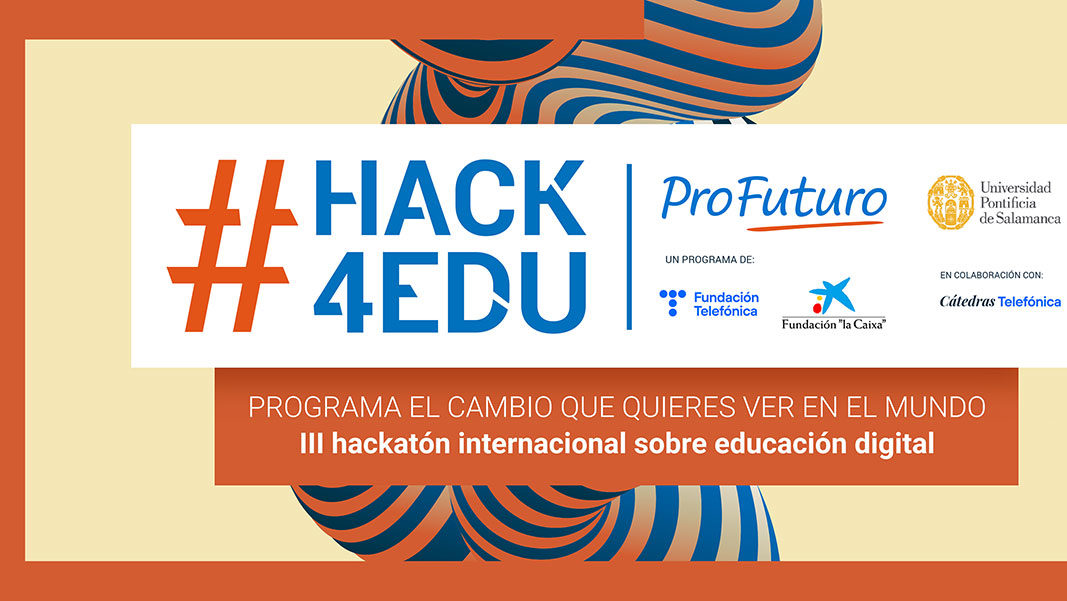 #HACK
4EDU
ProFuturo
UN PROGRAMA DE:
Fundación
Telefónica
Fundación "la Caixa"
Universidad
Pontificia
de Salamanca
EN COLABORACIÓN CON:
Cátedras Telefónica
PROGRAMA EL CAMBIO QUE QUIERES VER EN EL MUNDO
III hackatón internacional sobre educación digital